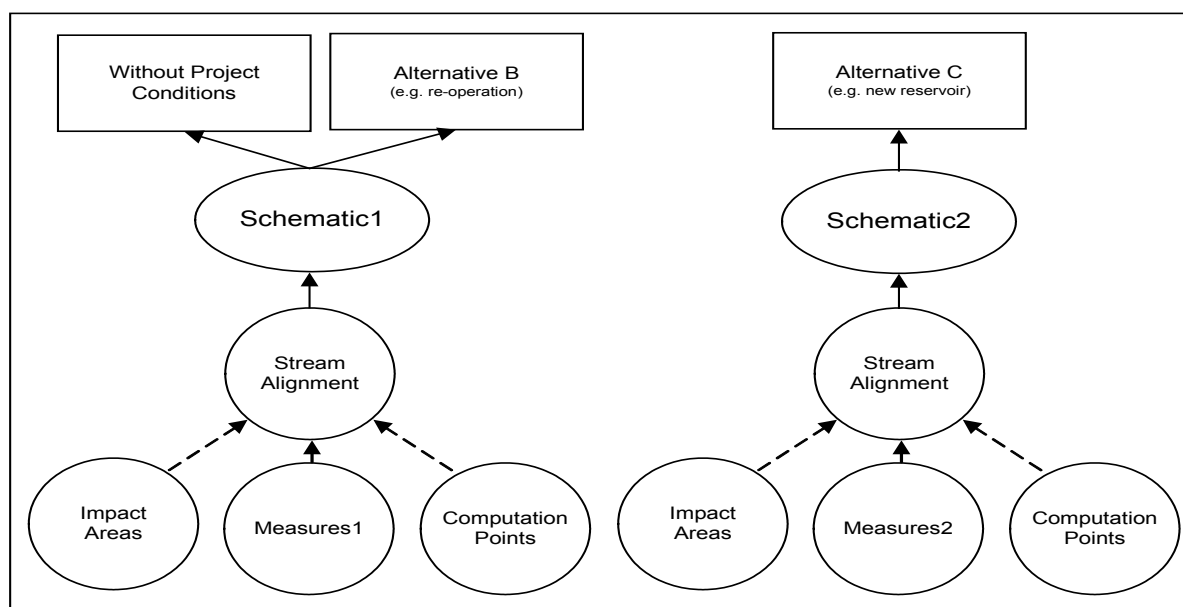 Without Project
Conditions
Alternative B
(e.g. re-operation)
Alternative C
(e.g. new reservoir)
Schematic1
Schematic2
Stream
Alignment
Stream
Alignment
Impact
Areas
Measures1
Computation
Points
Impact
Areas
Measures2
Computation
Points